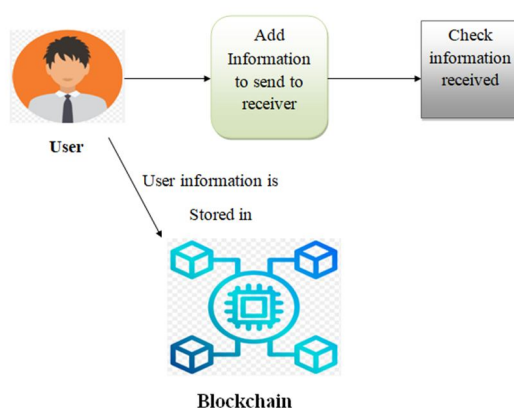 Add
Information
to send to
receiver
Check
information
received
User
User information is
Stored in
Blockchain